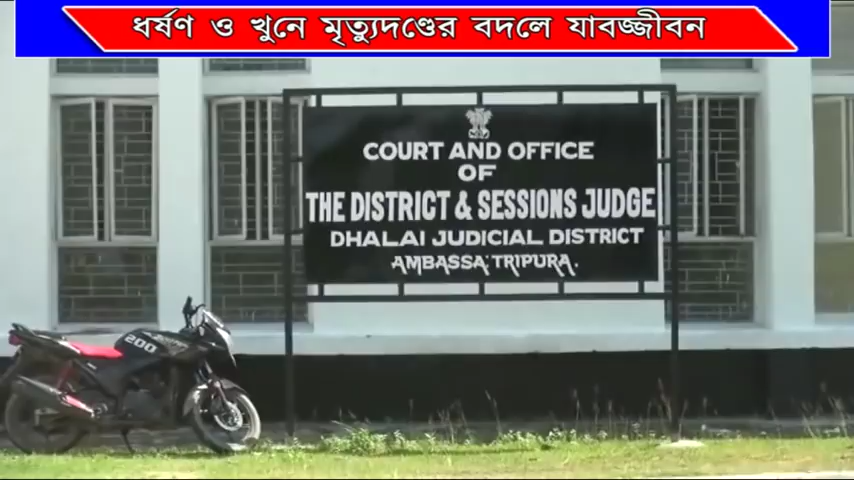 ধর্ষণ ও খুনে মৃত্যুদণ্ডের বদলে যাবজ্জীবন
COURT AND OFFICE
OF
THE DISTRICT & SESSIONS JUDGE
DHALAI JUDICIAL DISTRICT
AMBASSA: TRIPURA.
200